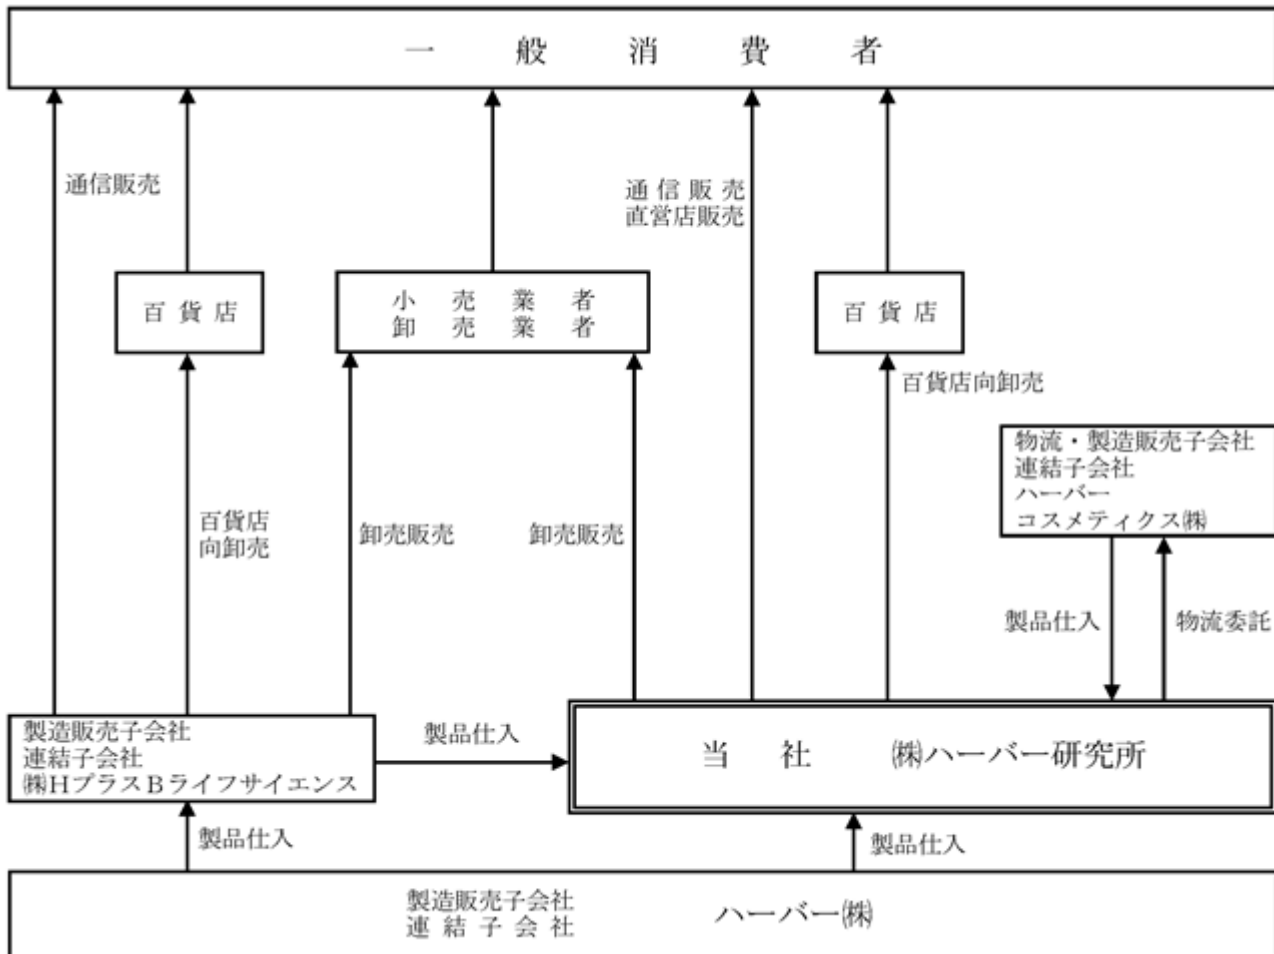 一般消費者
通信販売
通信販売
直営店販売
百貨店
小売業者
卸売業者
百貨店
百貨店向卸売
物流・製造販売子会社
連結子会社
ハーバー
コスメティクス㈱
百貨店
向卸売
卸売販売
卸売販売
製品仕入
物流委託
製造販売子会社
連結子会社
㈱HプラスBライフサイエンス
製品仕入
当社 ㈱ハーバー研究所
製品仕入
製品仕入
製造販売子会社
連結子会社
ハーバー㈱